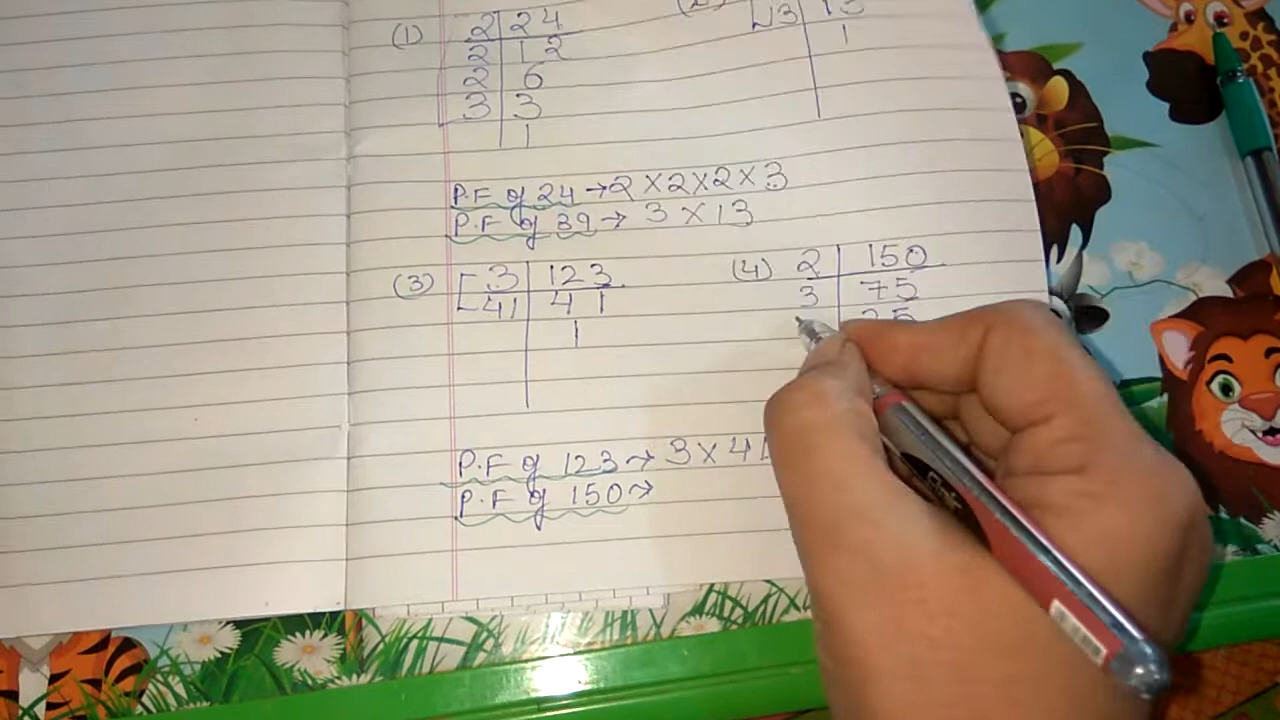 (1) 2 24
2 12
2 6
3 3
1
3 13
1
P.F of 24 → 2 × 2 × 2 × 3
P.F of 39 → 3 × 13
(3) 3 123
41 41
1
(4) 2 150
3 75
25
P.F of 123 → 3 × 41
P.F of 150 →